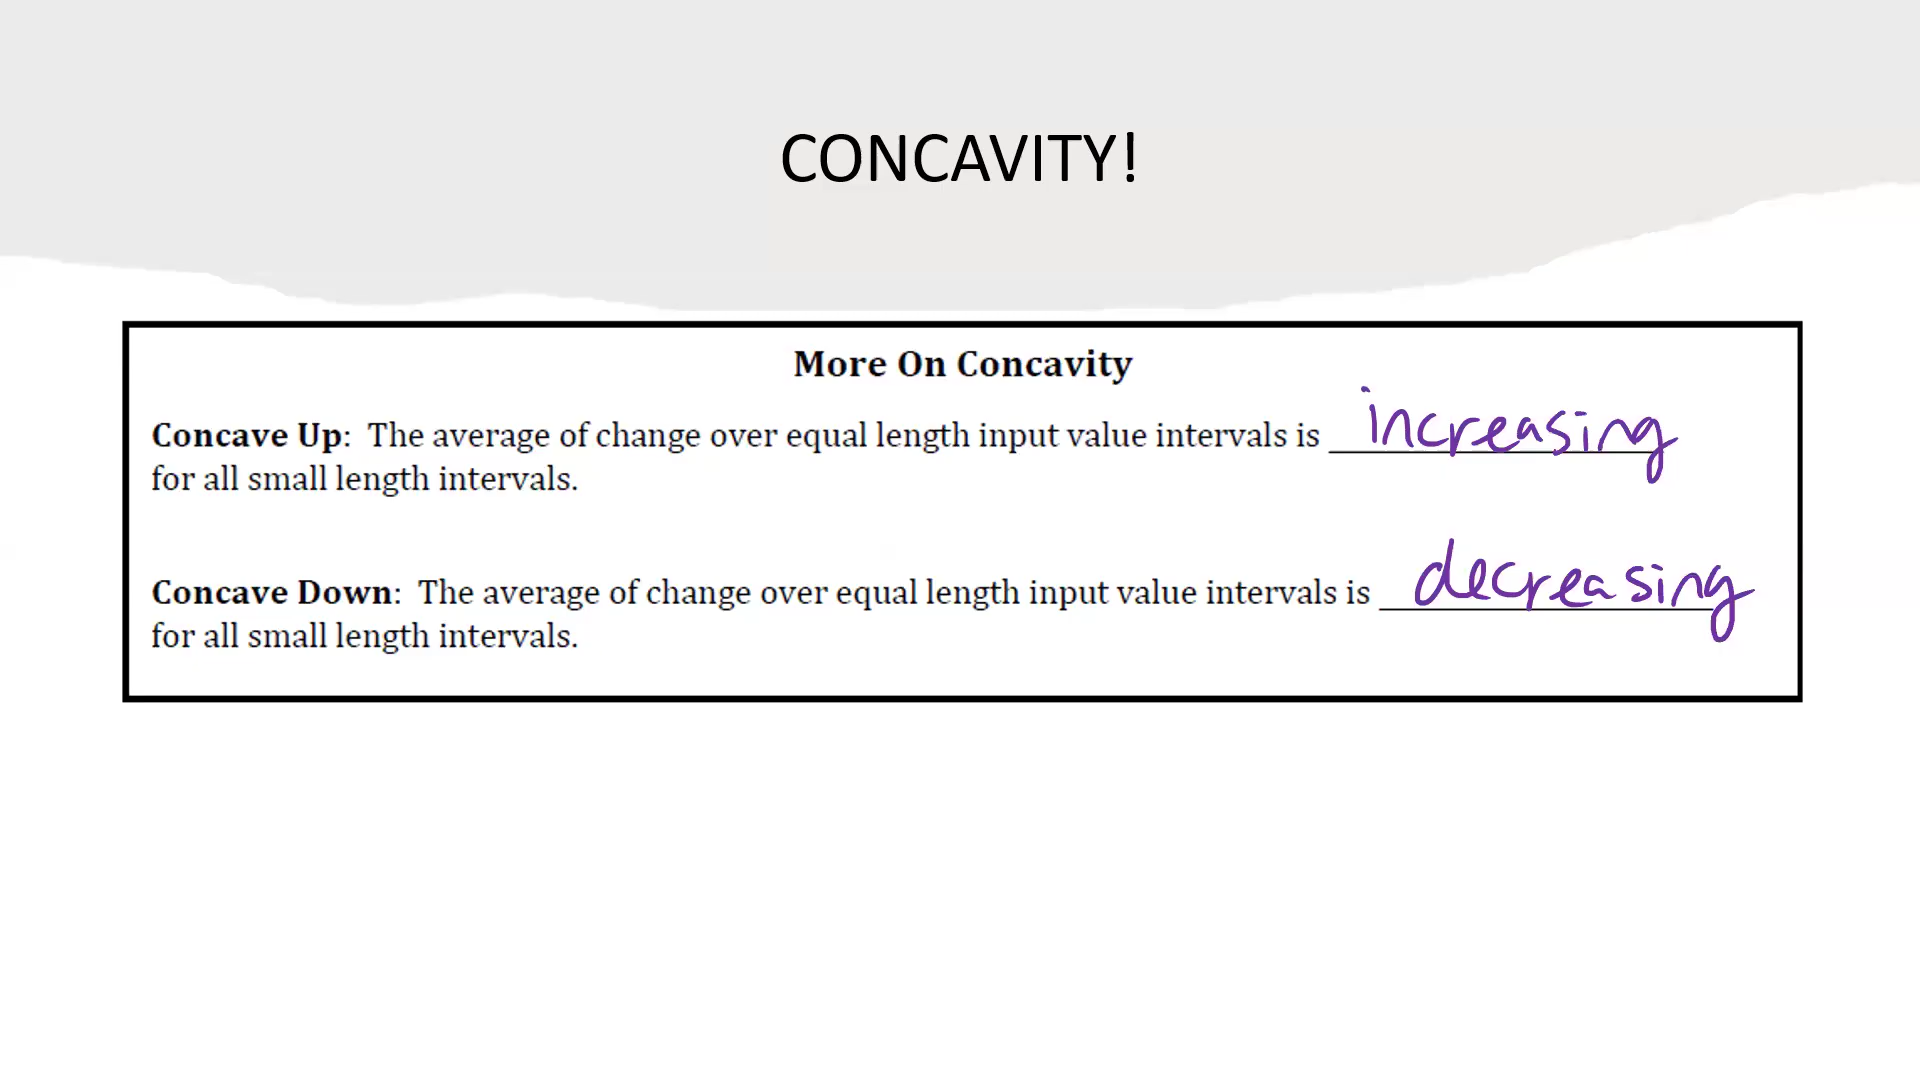 CONCAVITY!
More On Concavity
Concave Up: The average of change over equal length input value intervals is increasing
for all small length intervals.
Concave Down: The average of change over equal length input value intervals is decreasing
for all small length intervals.